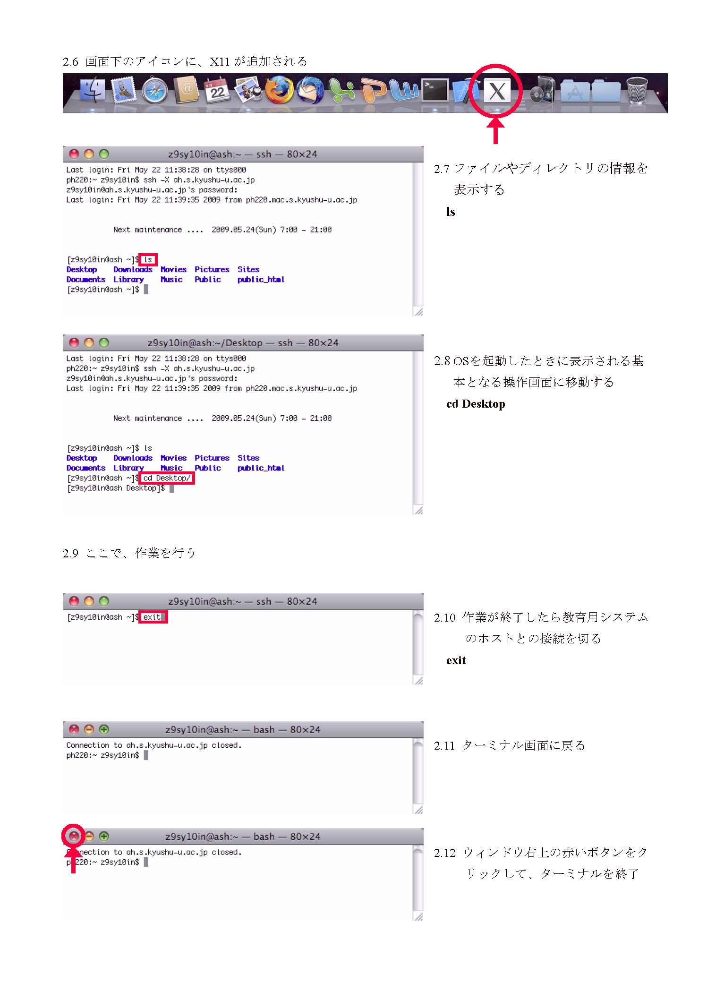 2.6 画面下のアイコンに、X11 が追加される
22
z9sy10in@ash:~ — ssh — 80×24
Last login: Fri May 22 11:38:28 on ttys000
ph220:~ z9sy10in$ ssh -X ah.s.kyushu-u.ac.jp
z9sy10in@ah.s.kyushu-u.ac.jp's password:
Last login: Fri May 22 11:39:35 2009 from ph220.mac.s.kyushu-u.ac.jp
Next maintenance .... 2009.05.24(Sun) 7:00 - 21:00
[z9sy10in@ash ~]$ ls
Desktop Downloads Movies Pictures Sites
Documents Library Music Public public_html
[z9sy10in@ash ~]$
2.7 ファイルやディレクトリの情報を
表示する
ls
z9sy10in@ash:~/Desktop — ssh — 80×24
Last login: Fri May 22 11:38:28 on ttys000
ph220:~ z9sy10in$ ssh -X ah.s.kyushu-u.ac.jp
z9sy10in@ah.s.kyushu-u.ac.jp's password:
Last login: Fri May 22 11:39:35 2009 from ph220.mac.s.kyushu-u.ac.jp
Next maintenance .... 2009.05.24(Sun) 7:00 - 21:00
[z9sy10in@ash ~]$ ls
Desktop Downloads Movies Pictures Sites
Documents Library Music Public public_html
[z9sy10in@ash ~]$ cd Desktop/
[z9sy10in@ash Desktop]$
2.8 OSを起動したときに表示される基
本となる操作画面に移動する
cd Desktop
2.9 ここで、作業を行う
z9sy10in@ash:~ — ssh — 80×24
[z9sy10in@ash ~]$ exit
2.10 作業が終了したら教育用システム
のホストとの接続を切る
exit
z9sy10in@ash:~ — bash — 80×24
Connection to ah.s.kyushu-u.ac.jp closed.
ph220:~ z9sy10in$
2.11 ターミナル画面に戻る
z9sy10in@ash:~ — bash — 80×24
Connection to ah.s.kyushu-u.ac.jp closed.
ph220:~ z9sy10in$
2.12 ウィンドウ右上の赤いボタンをク
リックして、ターミナルを終了